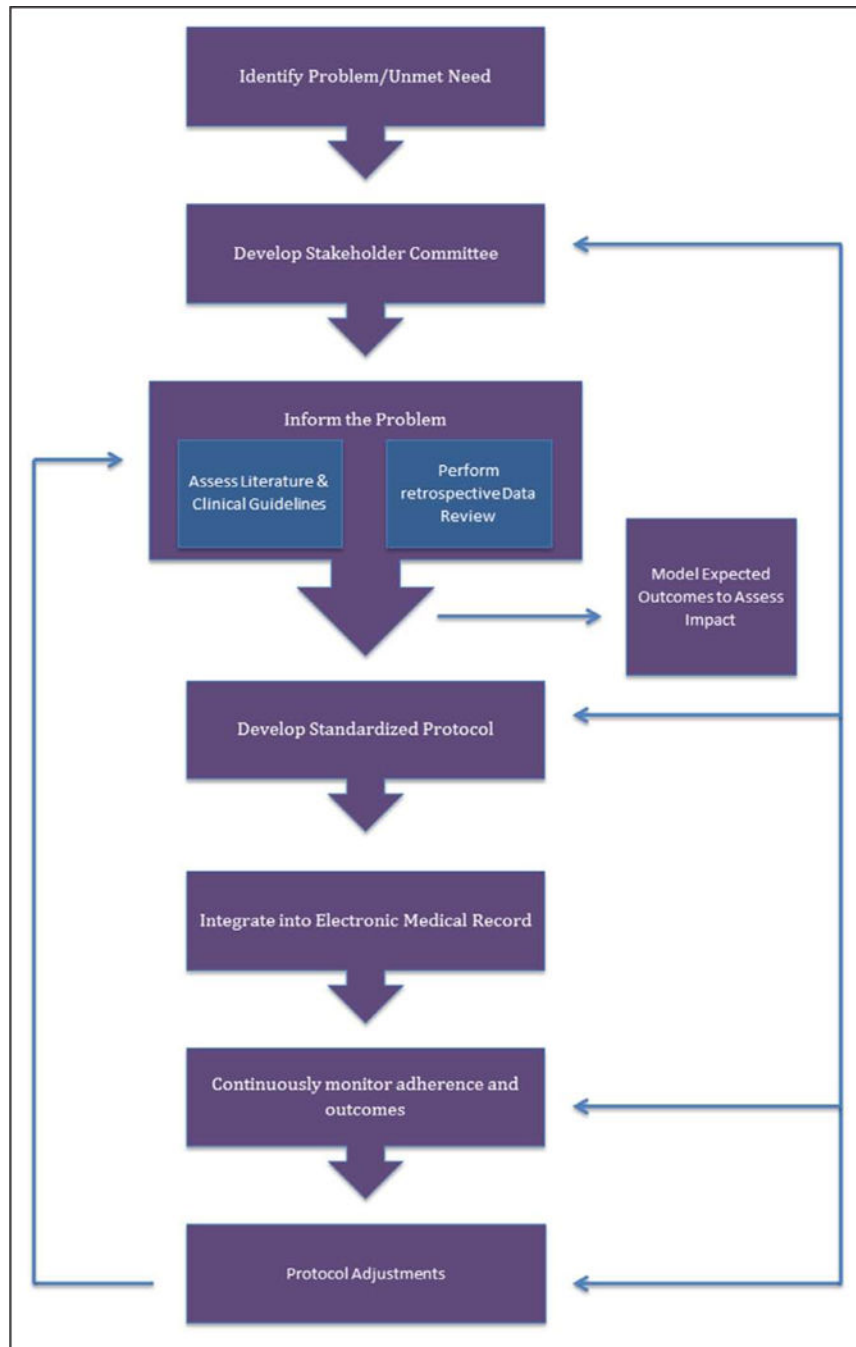 Identify Problem/Unmet Need
Develop Stakeholder Committee
Inform the Problem
Assess Literature &
Clinical Guidelines
Perform
retrospective Data
Review
Model Expected
Outcomes to Assess
Impact
Develop Standardized Protocol
Integrate into Electronic Medical Record
Continuously monitor adherence and
outcomes
Protocol Adjustments